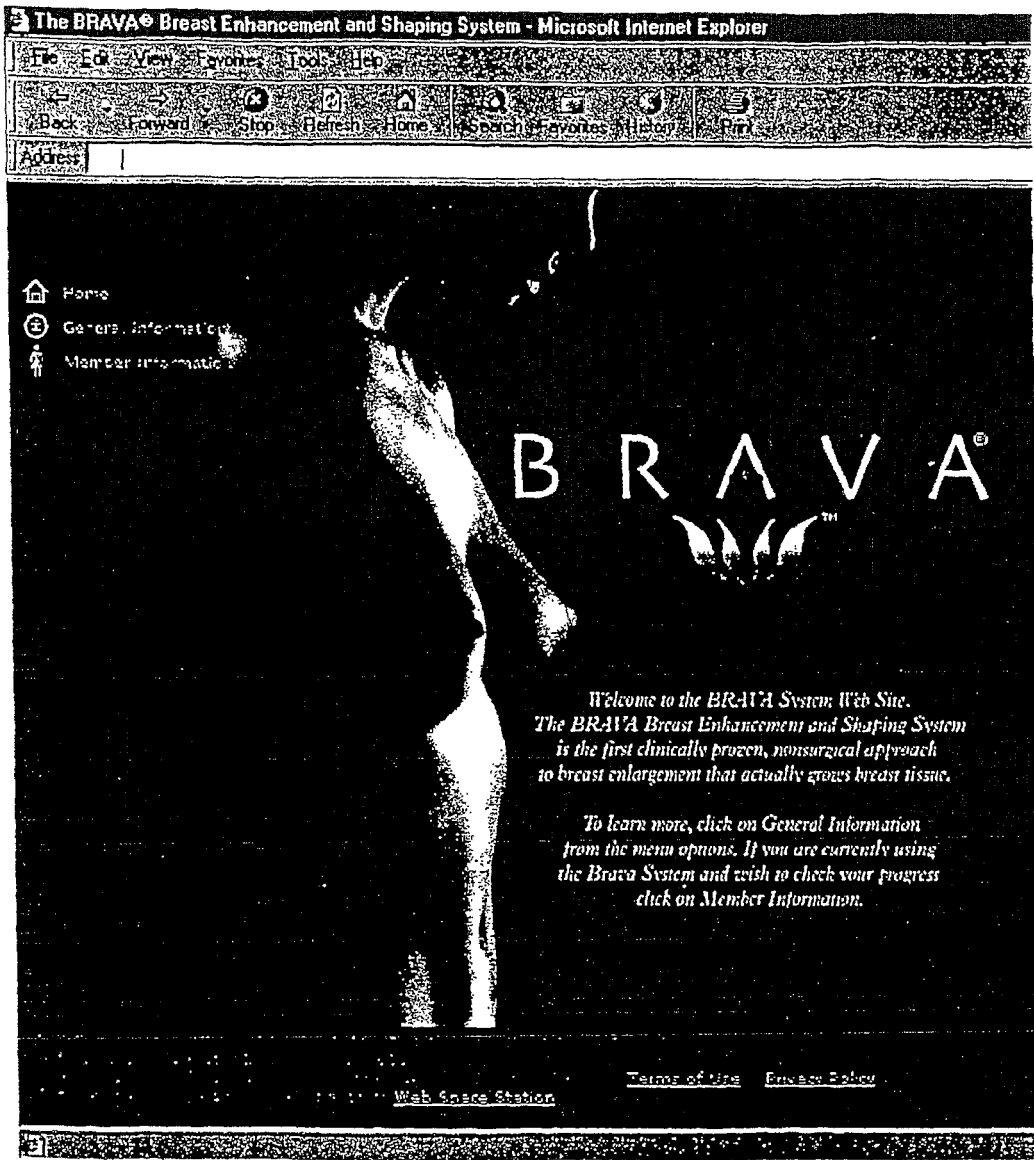 The BRAVA® Breast Enhancement and Shaping System - Microsoft Internet Explorer
File Edit View Favorites Tools Help
Back Forward Stop Refresh Home Search Favorites History Print
Address
Home
General Information
Member Information
BRAVA®
™
Welcome to the BRAVA System Web Site.
The BRAVA Breast Enhancement and Shaping System
is the first clinically proven, nonsurgical approach
to breast enlargement that actually grows breast tissue.
To learn more, click on General Information
from the menu options. If you are currently using
the Brava System and wish to check your progress
click on Member Information.
Terms of Use Privacy Policy
Web Space Station